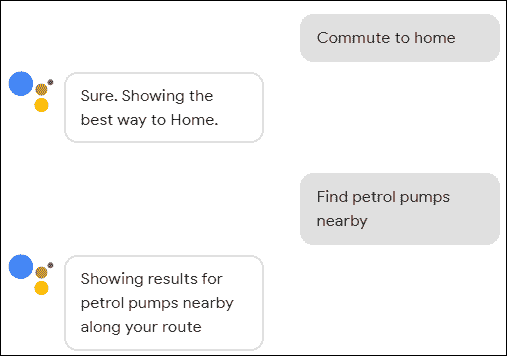 Commute to home
Sure. Showing the
best way to Home.
Find petrol pumps
nearby
Showing results for
petrol pumps nearby
along your route